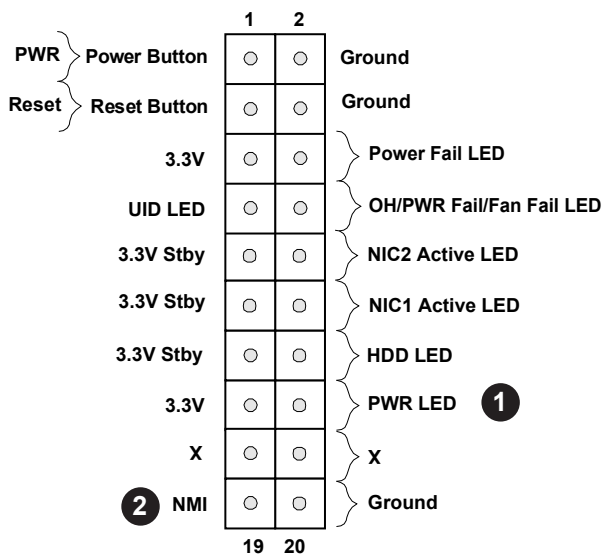 1 2
PWR Power Button Ground
Reset Reset Button Ground
3.3V Power Fail LED
UID LED OH/PWR Fail/Fan Fail LED
3.3V Stby NIC2 Active LED
3.3V Stby NIC1 Active LED
3.3V Stby HDD LED
3.3V PWR LED 1
X X
2 NMI Ground
19 20